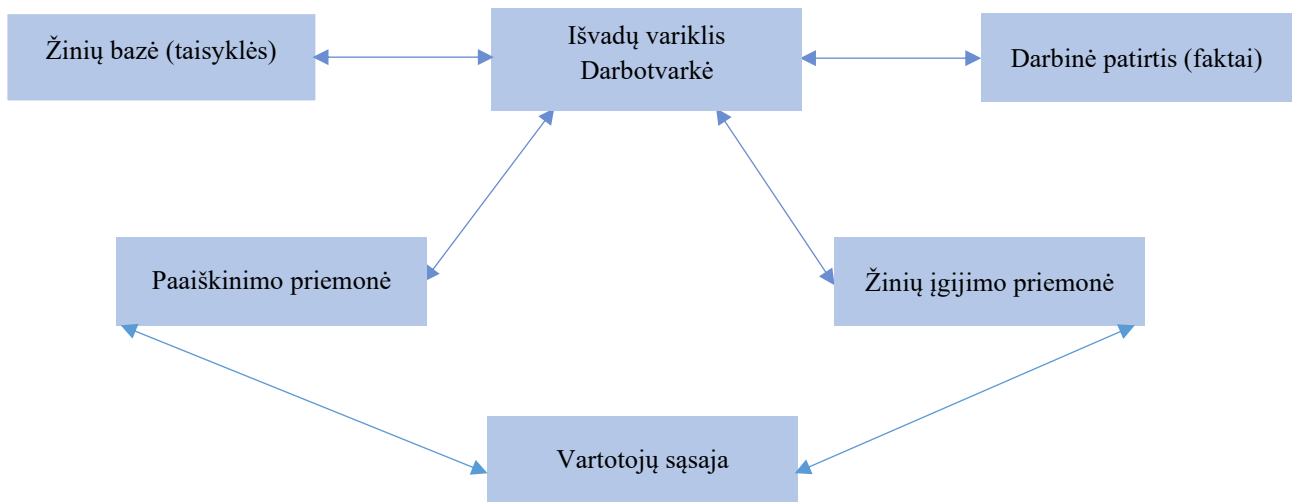 Žinių bazė (taisyklės)
Išvadų variklis
Darbotvarkė
Darbinė patirtis (faktai)
Paaiškinimo priemonė
Žinių įgijimo priemonė
Vartotojų sąsaja